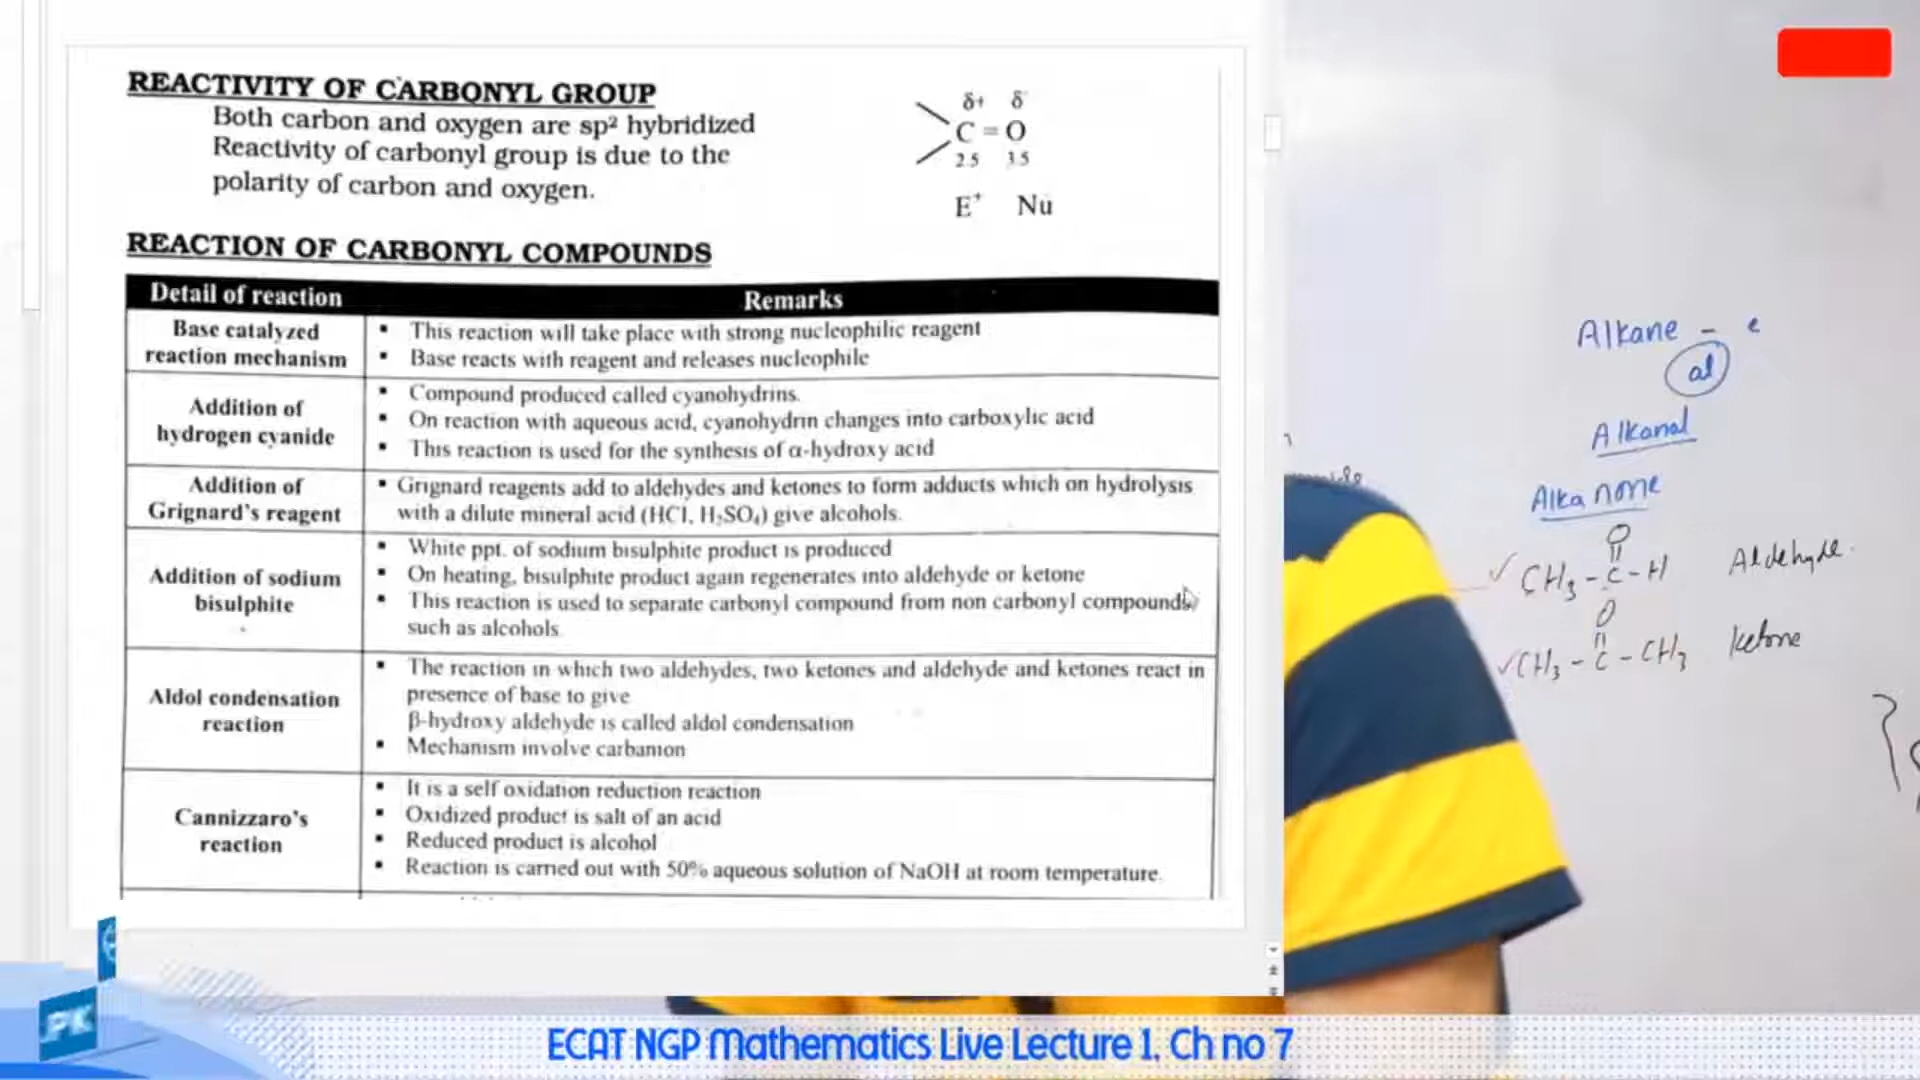 REACTIVITY OF CARBONYL GROUP
Both carbon and oxygen are sp² hybridized
Reactivity of carbonyl group is due to the
polarity of carbon and oxygen.
δ+ δ-
C = O
2.5 3.5
E+ Nu
REACTION OF CARBONYL COMPOUNDS
Detail of reaction Remarks
Base catalyzed
reaction mechanism
▪ This reaction will take place with strong nucleophilic reagent
▪ Base reacts with reagent and releases nucleophile
Addition of
hydrogen cyanide
▪ Compound produced called cyanohydrins.
▪ On reaction with aqueous acid, cyanohydrin changes into carboxylic acid
▪ This reaction is used for the synthesis of α-hydroxy acid
Addition of
Grignard's reagent
▪ Grignard reagents add to aldehydes and ketones to form adducts which on hydrolysis
with a dilute mineral acid (HCl, H₂SO₄) give alcohols.
Addition of sodium
bisulphite
▪ White ppt. of sodium bisulphite product is produced
▪ On heating, bisulphite product again regenerates into aldehyde or ketone
▪ This reaction is used to separate carbonyl compound from non carbonyl compounds
such as alcohols
Aldol condensation
reaction
▪ The reaction in which two aldehydes, two ketones and aldehyde and ketones react in
presence of base to give
β-hydroxy aldehyde is called aldol condensation
▪ Mechanism involve carbanion
Cannizzaro's
reaction
▪ It is a self oxidation reduction reaction
▪ Oxidized product is salt of an acid
▪ Reduced product is alcohol
▪ Reaction is carried out with 50% aqueous solution of NaOH at room temperature.
Alkane - e
al
Alkanal
Alkanone
O
CH₃ - C - H Aldehyde.
O
CH₃ - C - CH₃ Ketone
.PK
ECAT NGP Mathematics Live Lecture 1, Ch no 7